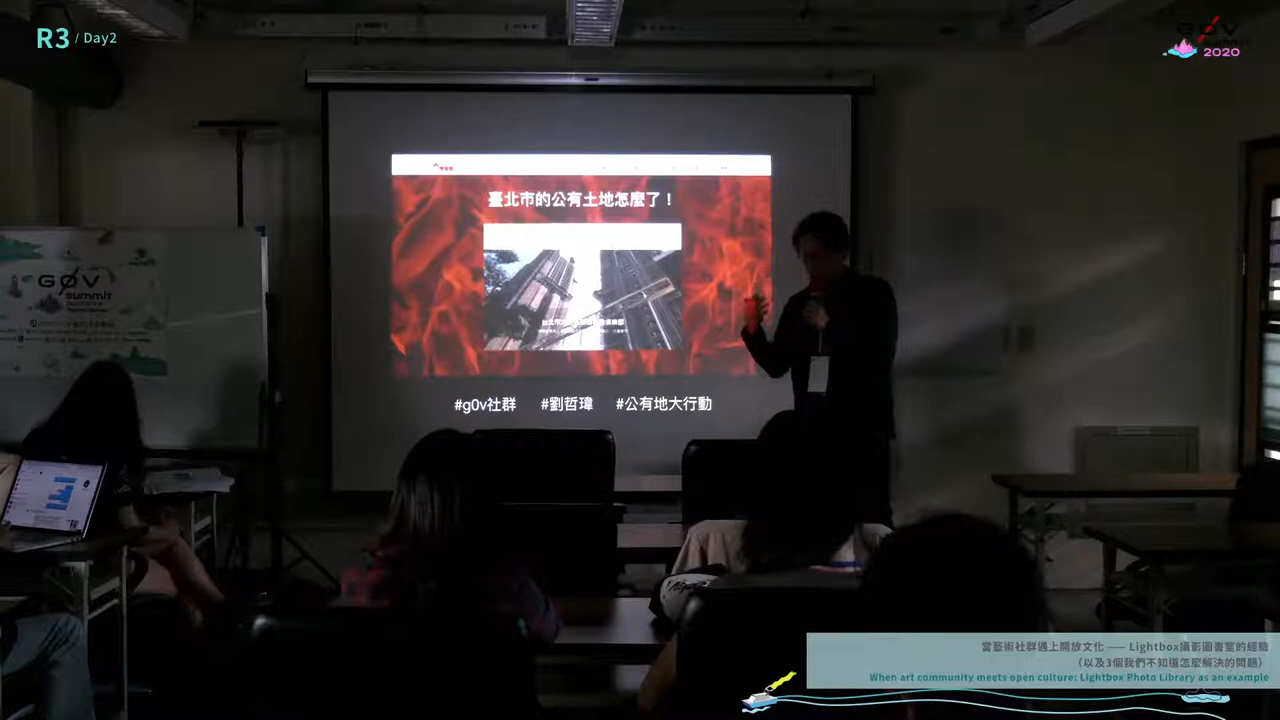 R3 / Day2
GØV
2020
臺北市的公有土地怎麼了！
#g0v社群 #劉哲瑋 #公有地大行動
GØV
summit
當藝術社群遇上開放文化 —— Lightbox攝影圖書室的經驗
（以及3個我們不知道怎麼解決的問題）
When art community meets open culture: Lightbox Photo Library as an example